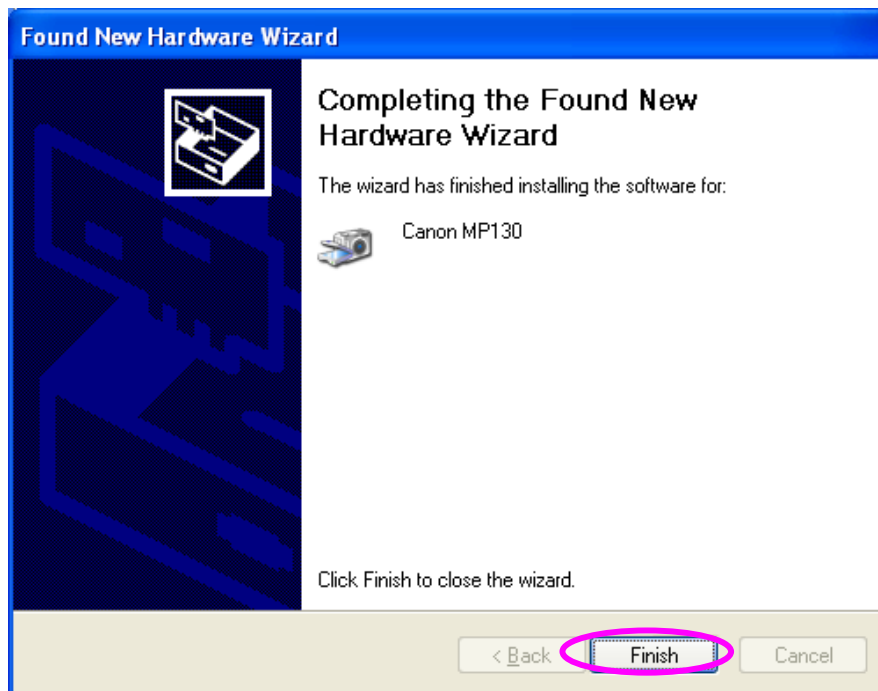 Found New Hardware Wizard
Completing the Found New
Hardware Wizard
The wizard has finished installing the software for:
Canon MP130
Click Finish to close the wizard.
< Back
Finish
Cancel